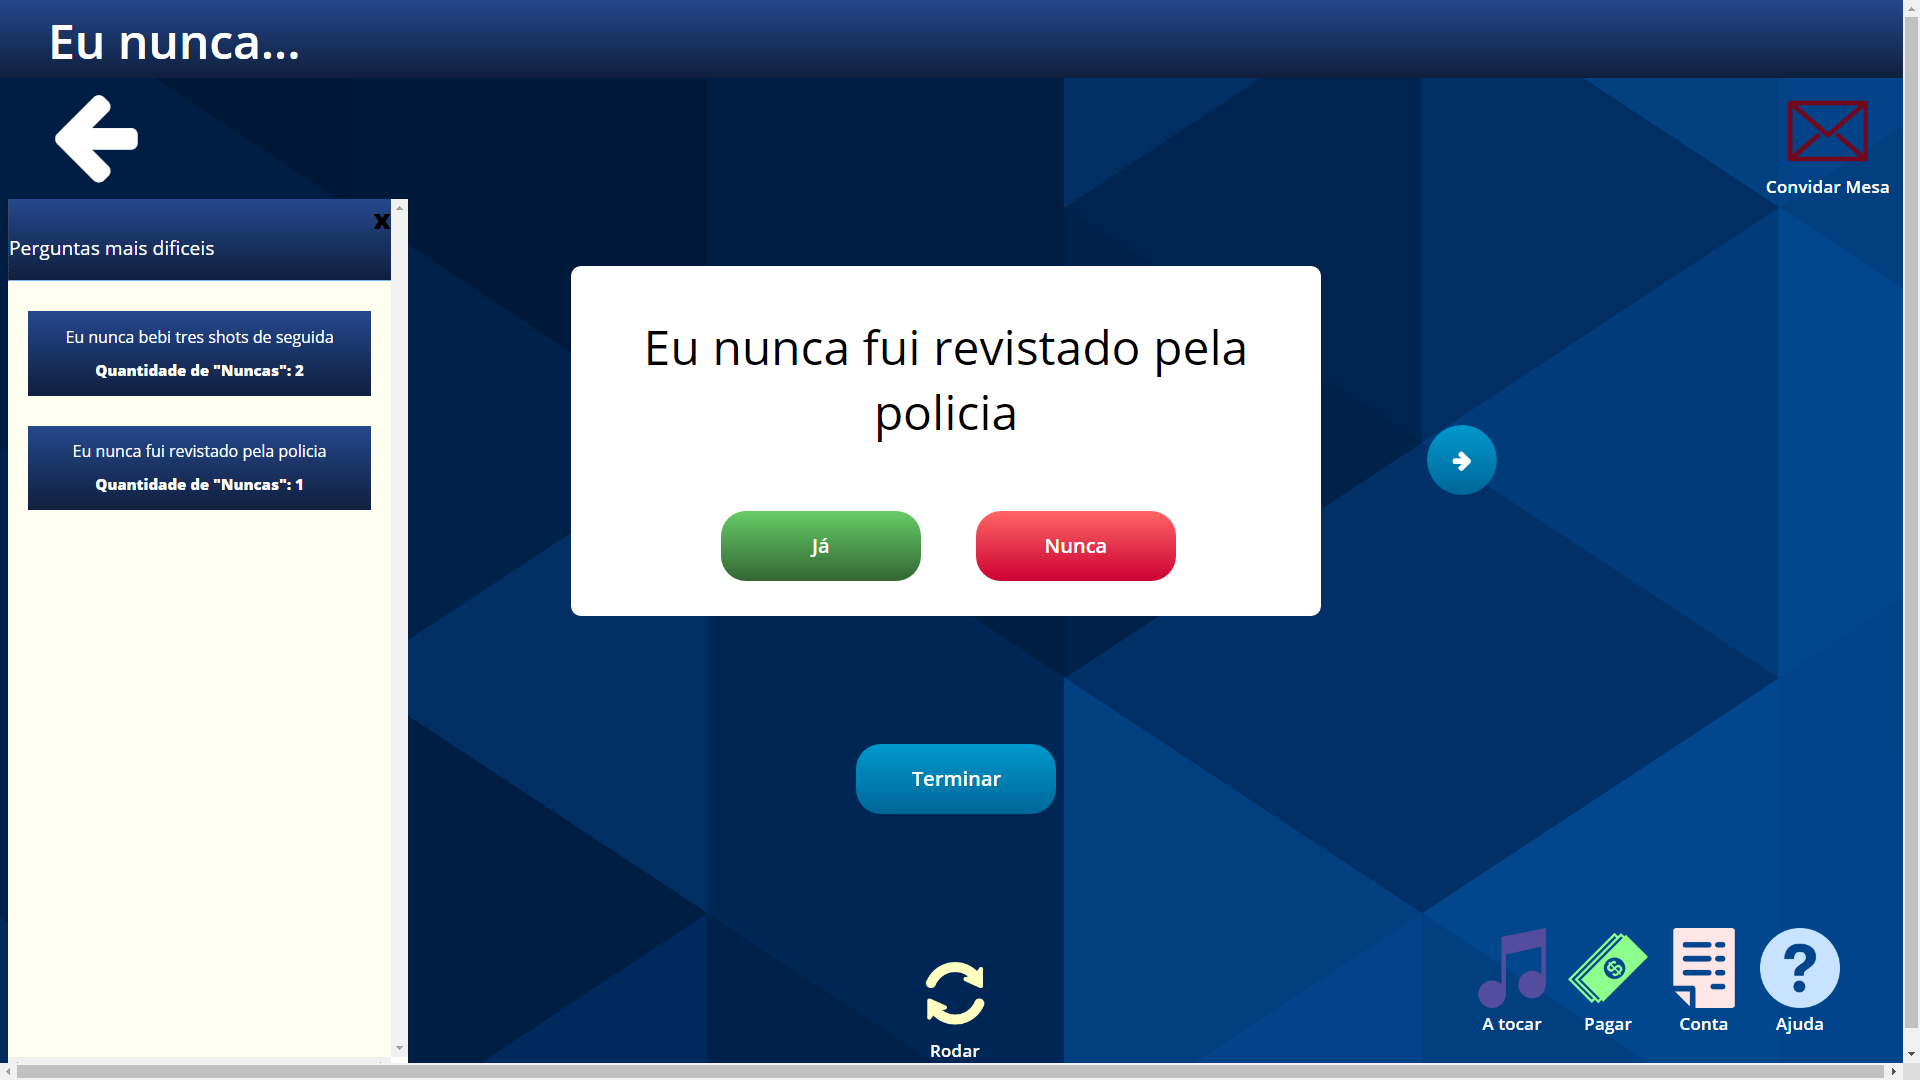 Eu nunca...
Convidar Mesa
x
Perguntas mais dificeis
Eu nunca bebi tres shots de seguida
Quantidade de "Nuncas": 2
Eu nunca fui revistado pela policia
Quantidade de "Nuncas": 1
Eu nunca fui revistado pela
policia
Já
Nunca
Terminar
Rodar
A tocar
Pagar
Conta
Ajuda